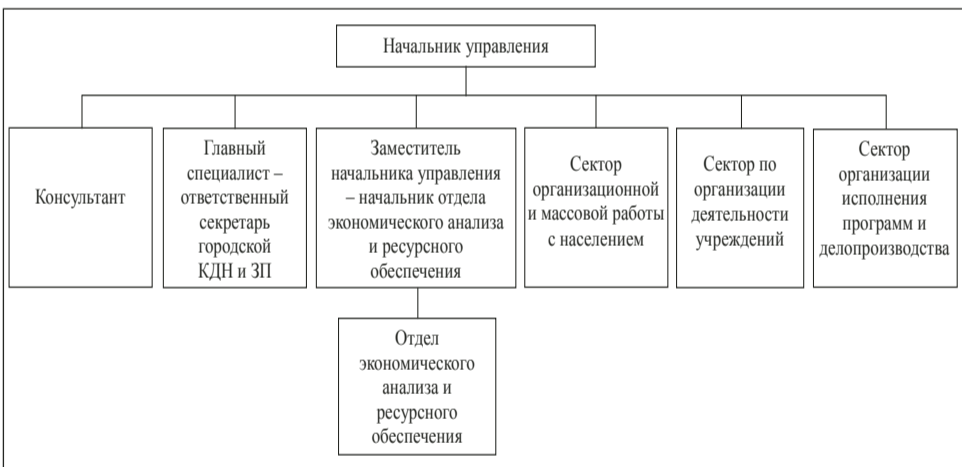 Начальник управления
Консультант
Главный
специалист –
ответственный
секретарь
городской
КДН и ЗП
Заместитель
начальника управления
– начальник отдела
экономического анализа
и ресурсного
обеспечения
Сектор
организационной
и массовой работы
с населением
Сектор по
организации
деятельности
учреждений
Сектор
организации
исполнения
программ и
делопроизводства
Отдел
экономического
анализа и
ресурсного
обеспечения